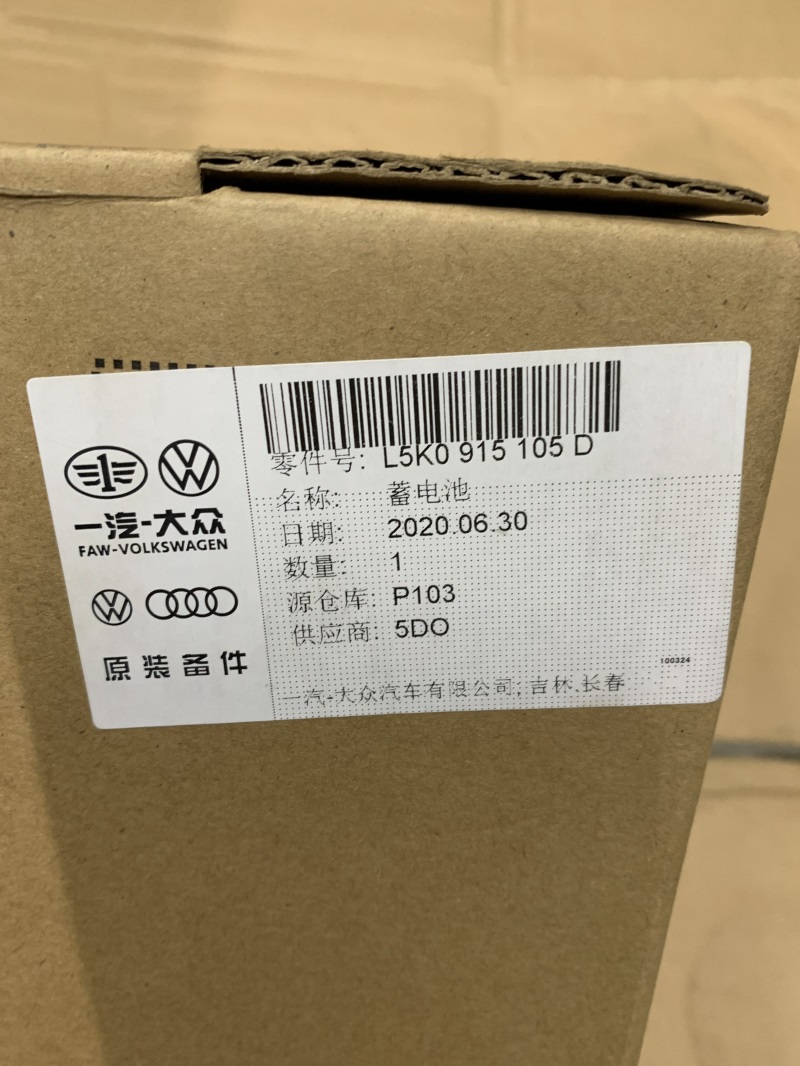 零件号: L5K0 915 105 D
名称: 蓄电池
日期: 2020.06.30
数量: 1
源仓库: P103
供应商: 5DO
100324
一汽-大众汽车有限公司; 吉林.长春
一汽-大众
FAW-VOLKSWAGEN
原装备件